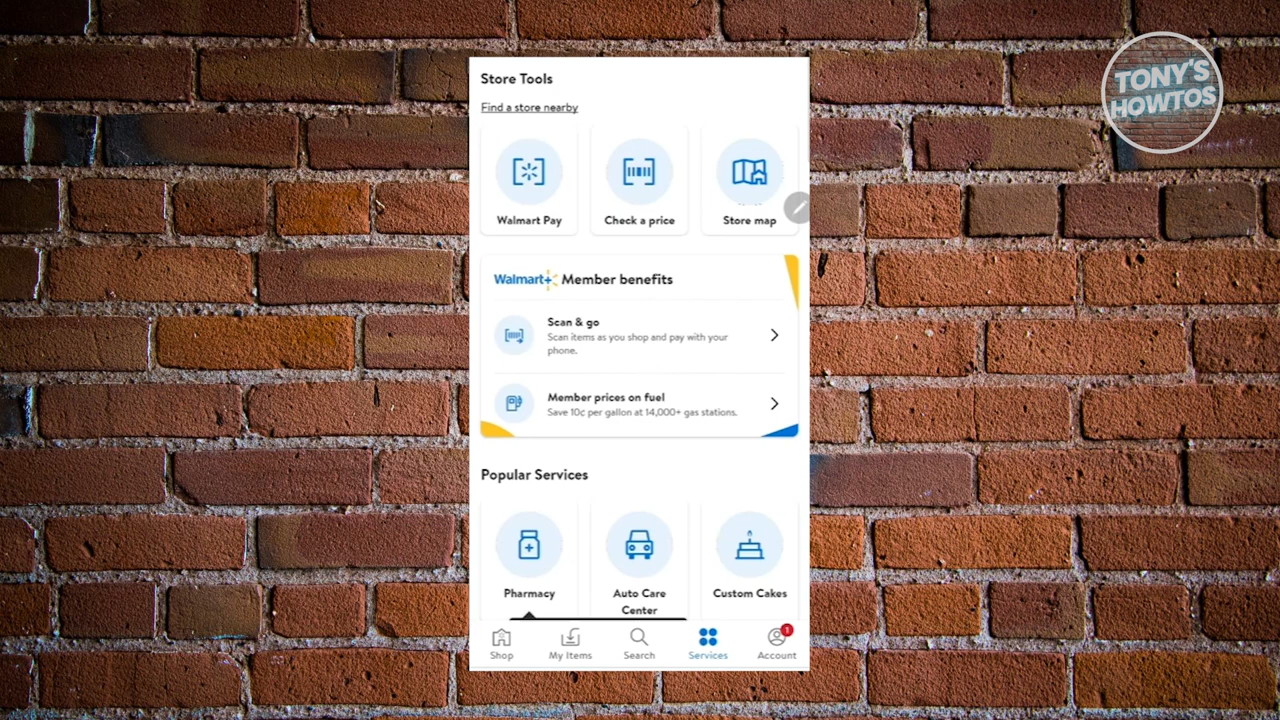 TONY'S
HOWTOS
Store Tools
Find a store nearby
Walmart Pay
Check a price
Store map
Walmart+ Member benefits
Scan & go
Scan items as you shop and pay with your
phone.
Member prices on fuel
Save 10¢ per gallon at 14,000+ gas stations.
Popular Services
Pharmacy
Auto Care
Center
Custom Cakes
1
Shop
My Items
Search
Services
Account